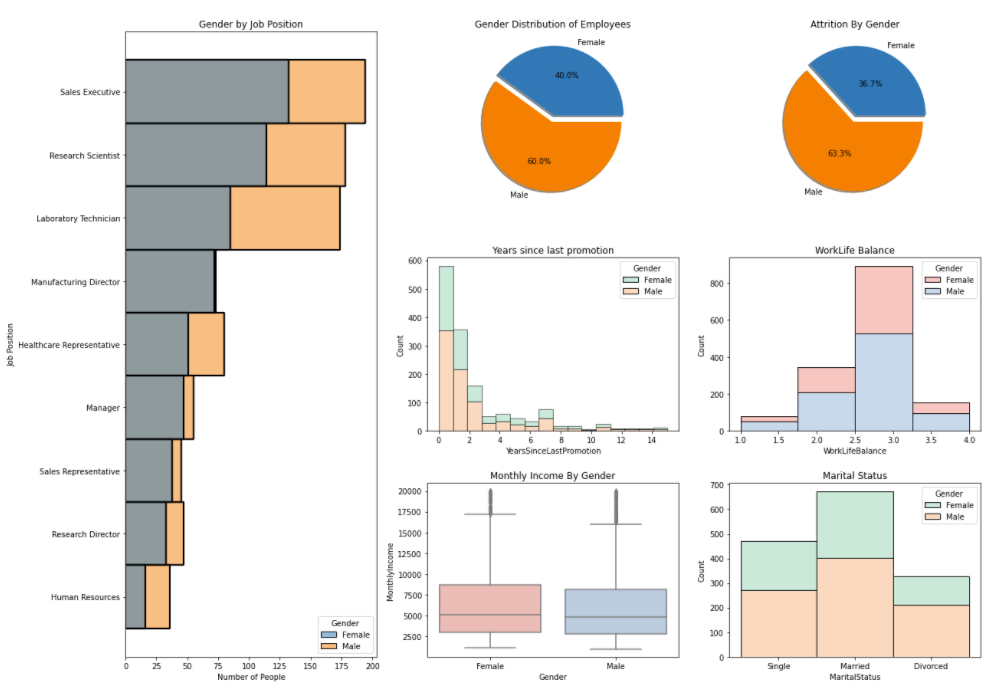 Gender by Job Position
Job Position
Sales Executive
Research Scientist
Laboratory Technician
Manufacturing Director
Healthcare Representative
Manager
Sales Representative
Research Director
Human Resources
0 25 50 75 100 125 150 175 200
Number of People
Gender
Female
Male
Gender Distribution of Employees
Female
40.0%
60.0%
Male
Attrition By Gender
Female
36.7%
63.3%
Male
Years since last promotion
Count
600
500
400
300
200
100
0
0 2 4 6 8 10 12 14
YearsSinceLastPromotion
Gender
Female
Male
WorkLife Balance
Count
800
600
400
200
0
1.0 1.5 2.0 2.5 3.0 3.5 4.0
WorkLifeBalance
Gender
Female
Male
Monthly Income By Gender
MonthlyIncome
20000
17500
15000
12500
10000
7500
5000
2500
Female Male
Gender
Marital Status
Count
700
600
500
400
300
200
100
0
Single Married Divorced
MaritalStatus
Gender
Female
Male